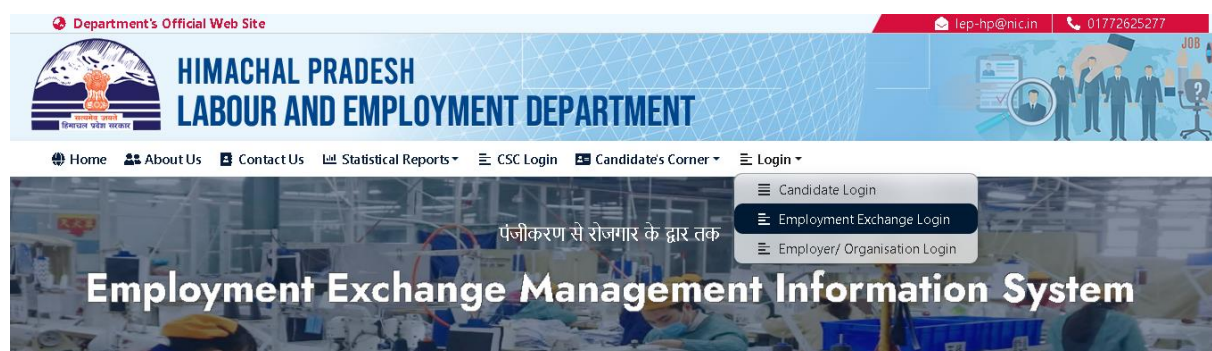 Department's Official Web Site
lep-hp@nic.in
01772625277
HIMACHAL PRADESH
LABOUR AND EMPLOYMENT DEPARTMENT
सत्यमेव जयते
हिमाचल प्रदेश सरकार
JOB
Home About Us Contact Us Statistical Reports CSC Login Candidate's Corner Login
Candidate Login
Employment Exchange Login
Employer/ Organisation Login
पंजीकरण से रोजगार के द्वार तक
Employment Exchange Management Information System